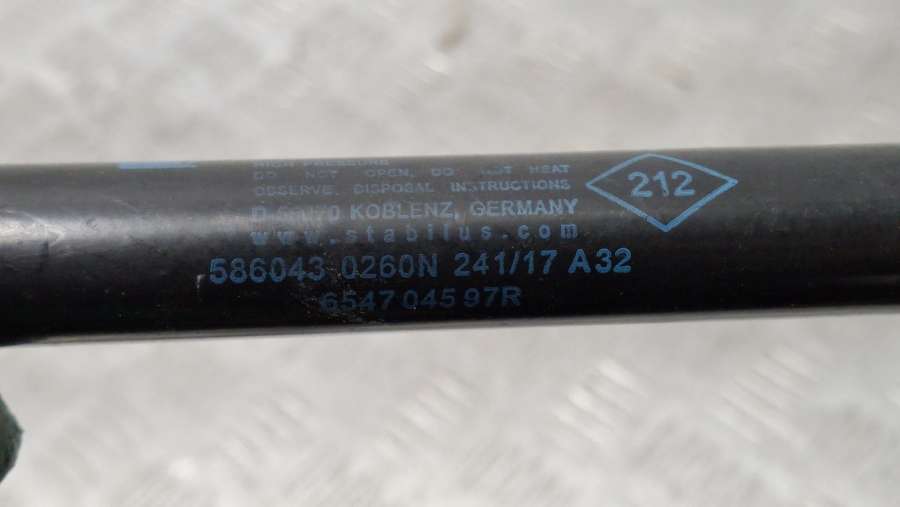 HIGH PRESSURE
DO NOT OPEN, DO NOT HEAT
OBSERVE DISPOSAL INSTRUCTIONS
D KOBLENZ, GERMANY
www.stabilus.com
586043 0260N 241/17 A32
6547 045 97R
212